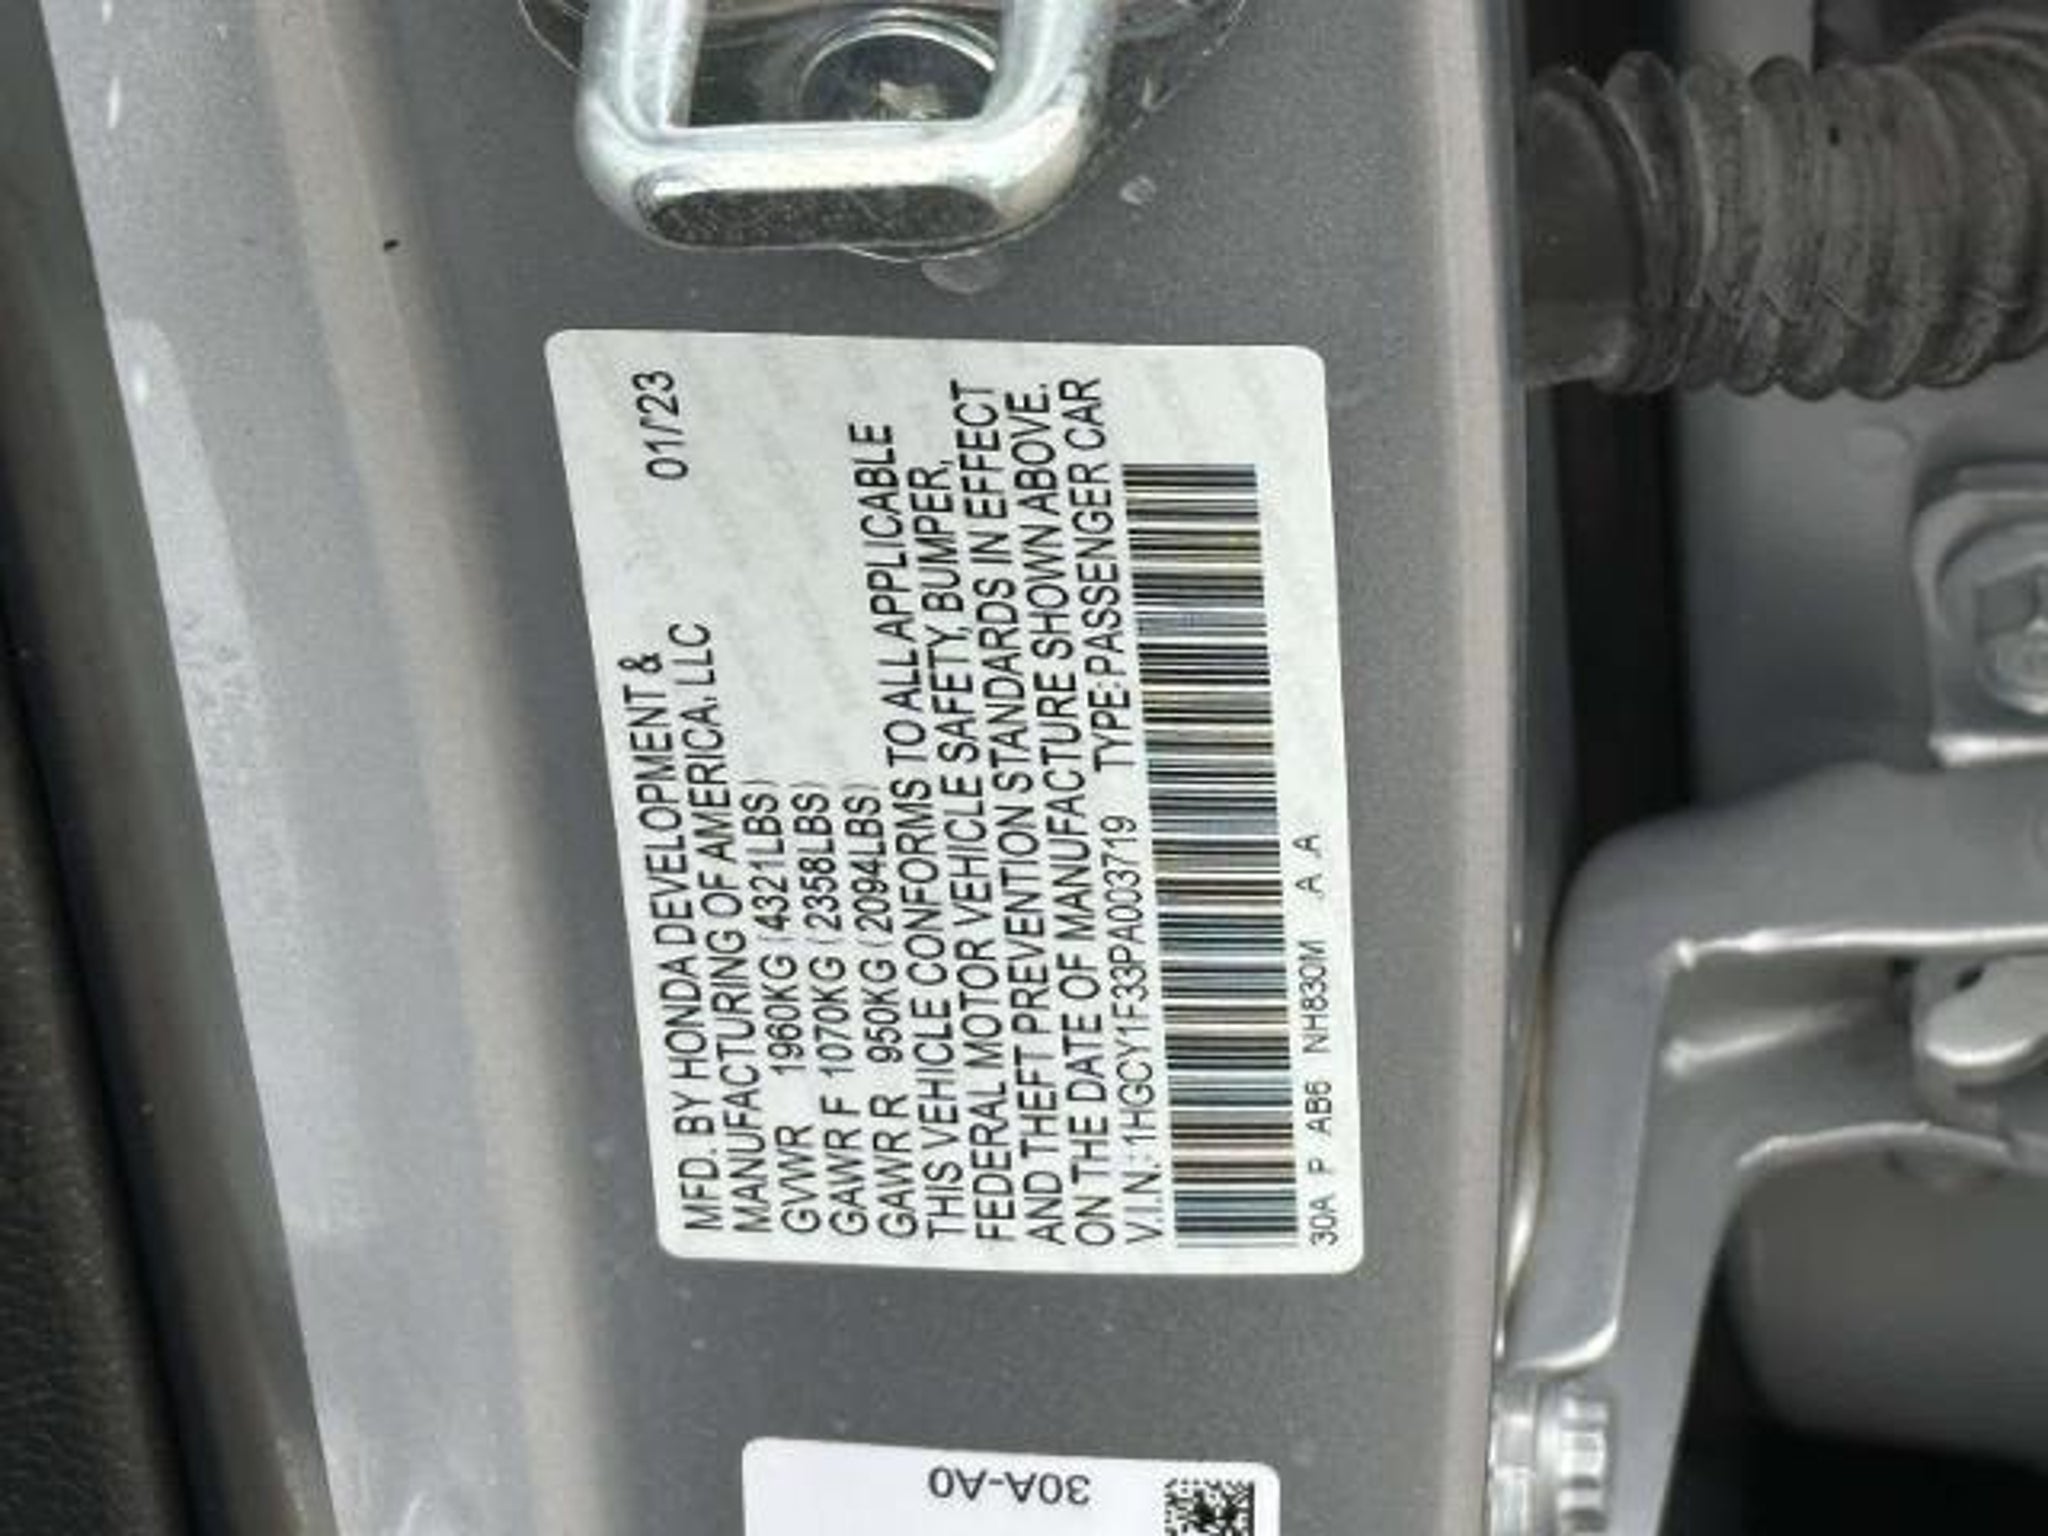 MFD. BY HONDA DEVELOPMENT & 01/'23
MANUFACTURING OF AMERICA. LLC
GVWR 1960KG (4321LBS)
GAWR F 1070KG (2358LBS)
GAWR R 950KG (2094LBS)
THIS VEHICLE CONFORMS TO ALL APPLICABLE
FEDERAL MOTOR VEHICLE SAFETY, BUMPER,
AND THEFT PREVENTION STANDARDS IN EFFECT
ON THE DATE OF MANUFACTURE SHOWN ABOVE.
V.I.N.: 1HGCY1F33PA003719 TYPE: PASSENGER CAR
30A P AB6 NH830M A A
30A-A0